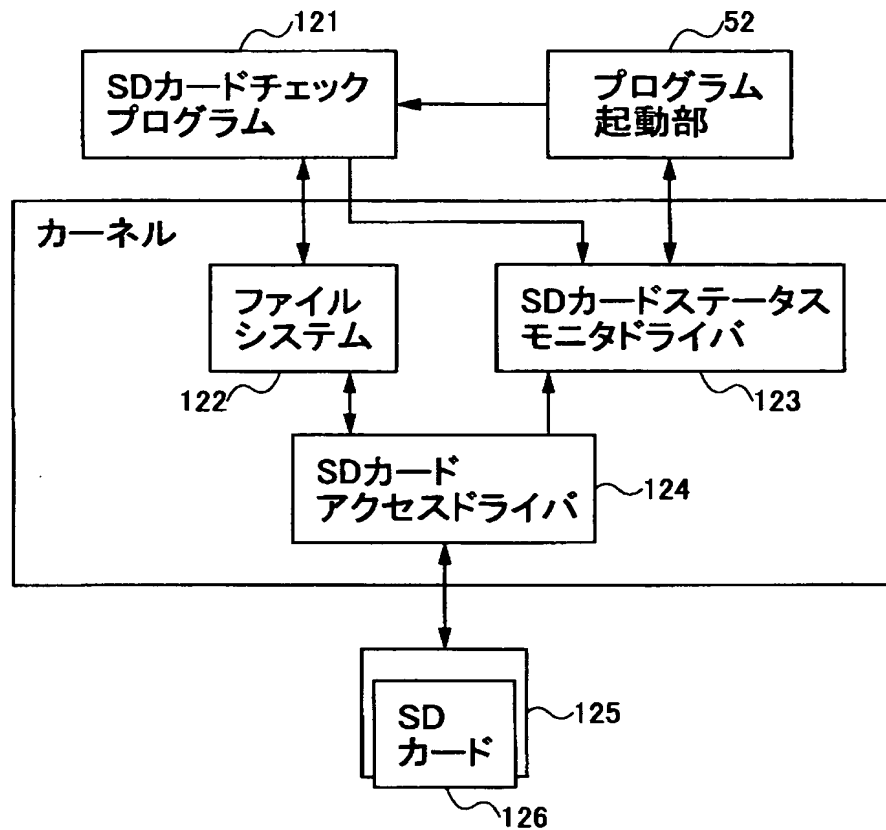 121
52
SDカードチェック
プログラム
プログラム
起動部
カーネル
ファイル
システム
SDカードステータス
モニタドライバ
122
123
SDカード
アクセスドライバ
124
SD
カード
125
126